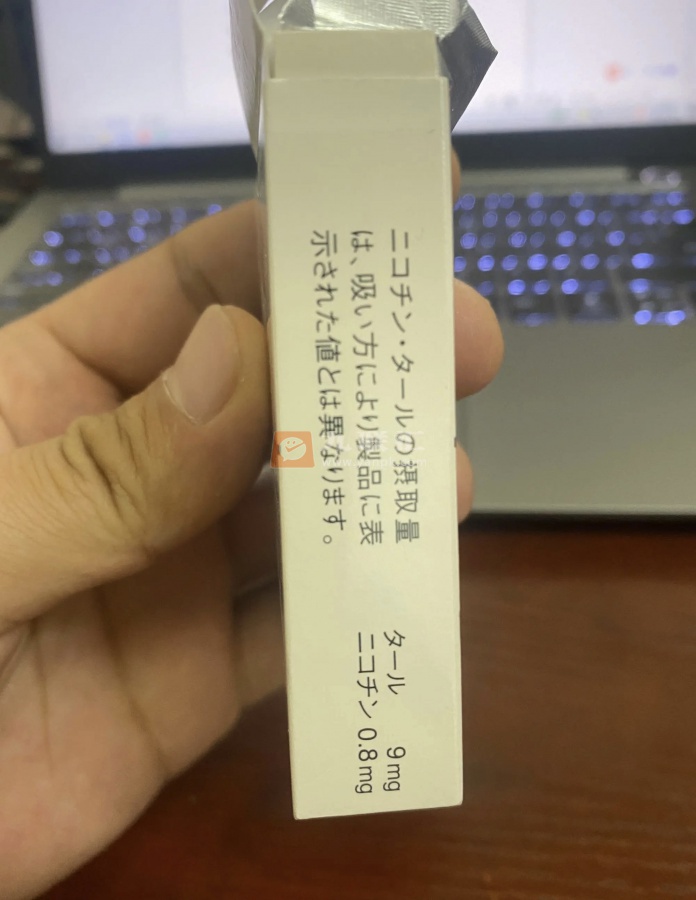 ニコチン・タールの摂取量
は、吸い方により製品に表
示された値とは異なります。
タール 9mg
ニコチン 0.8mg